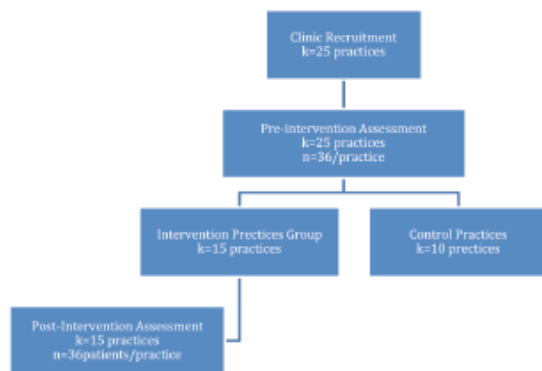 Clinic Recruitment
k=25 practices
Pre-intervention Assessment
k=25 practices
n=36/practice
Intervention Prectices Group
k=15 practices
Control Practices
k=10 prectices
Post-Intervention Assessment
k=15 practices
n=36patients/practice